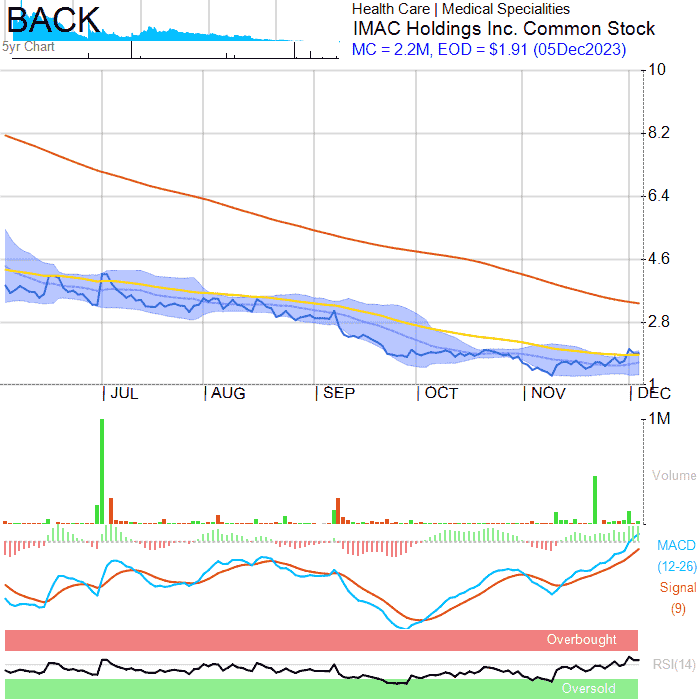 BACK
5yr Chart
Health Care | Medical Specialities
IMAC Holdings Inc. Common Stock
MC = 2.2M, EOD = $1.91 (05Dec2023)
10
8.2
6.4
4.6
2.8
1
JUL AUG SEP OCT NOV DEC
1M
Volume
MACD
(12-26)
Signal
(9)
Overbought
RSI(14)
Oversold